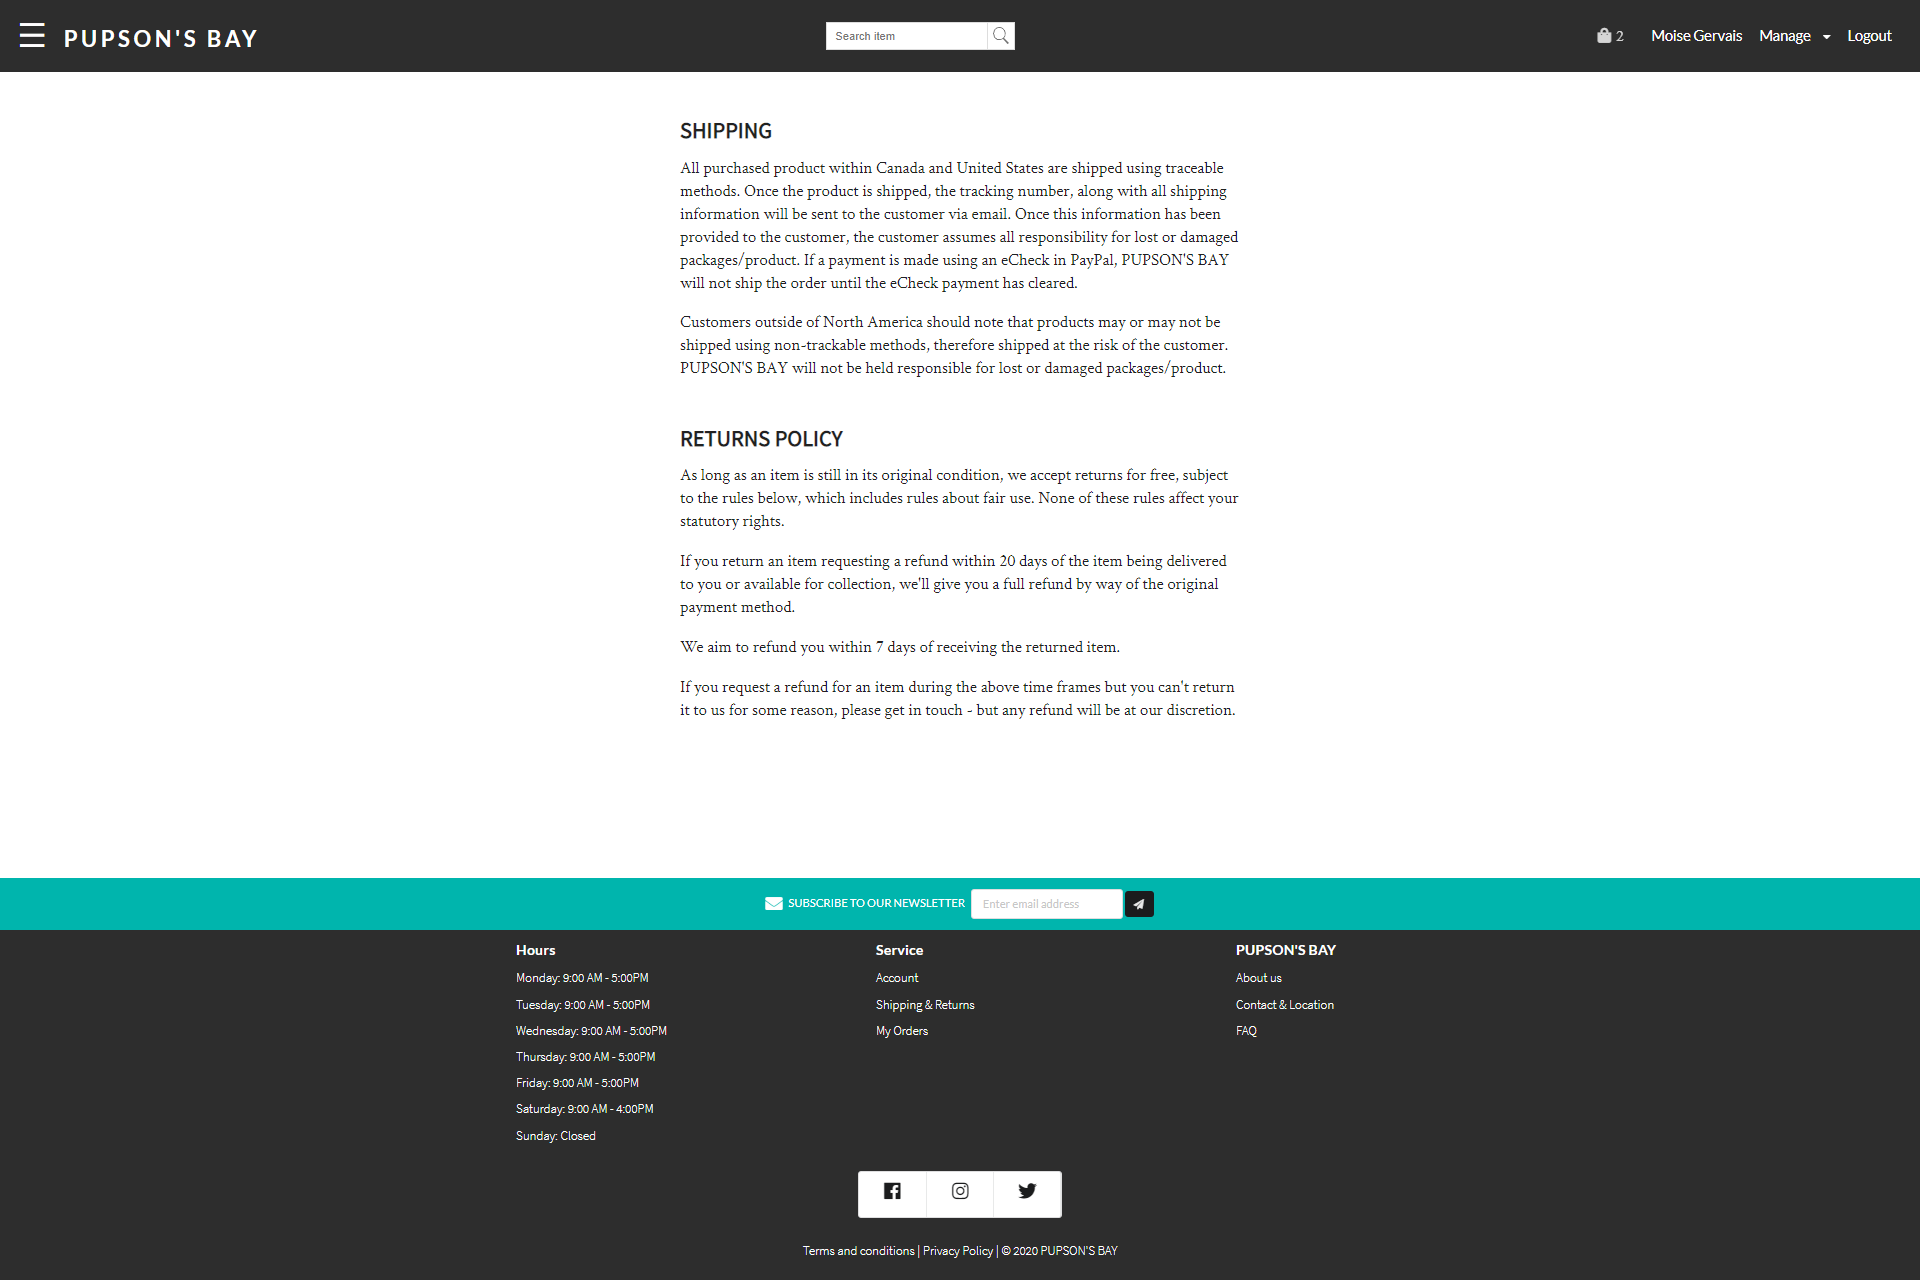 PUPSON'S BAY
Search item
2
Moise Gervais
Manage
Logout
SHIPPING
All purchased product within Canada and United States are shipped using traceable
methods. Once the product is shipped, the tracking number, along with all shipping
information will be sent to the customer via email. Once this information has been
provided to the customer, the customer assumes all responsibility for lost or damaged
packages/product. If a payment is made using an eCheck in PayPal, PUPSON'S BAY
will not ship the order until the eCheck payment has cleared.
Customers outside of North America should note that products may or may not be
shipped using non-trackable methods, therefore shipped at the risk of the customer.
PUPSON'S BAY will not be held responsible for lost or damaged packages/product.
RETURNS POLICY
As long as an item is still in its original condition, we accept returns for free, subject
to the rules below, which includes rules about fair use. None of these rules affect your
statutory rights.
If you return an item requesting a refund within 20 days of the item being delivered
to you or available for collection, we'll give you a full refund by way of the original
payment method.
We aim to refund you within 7 days of receiving the returned item.
If you request a refund for an item during the above time frames but you can't return
it to us for some reason, please get in touch - but any refund will be at our discretion.
SUBSCRIBE TO OUR NEWSLETTER
Enter email address
Hours
Monday: 9:00 AM - 5:00PM
Tuesday: 9:00 AM - 5:00PM
Wednesday: 9:00 AM - 5:00PM
Thursday: 9:00 AM - 5:00PM
Friday: 9:00 AM - 5:00PM
Saturday: 9:00 AM - 4:00PM
Sunday: Closed
Service
Account
Shipping & Returns
My Orders
PUPSON'S BAY
About us
Contact & Location
FAQ
Terms and conditions | Privacy Policy | © 2020 PUPSON'S BAY